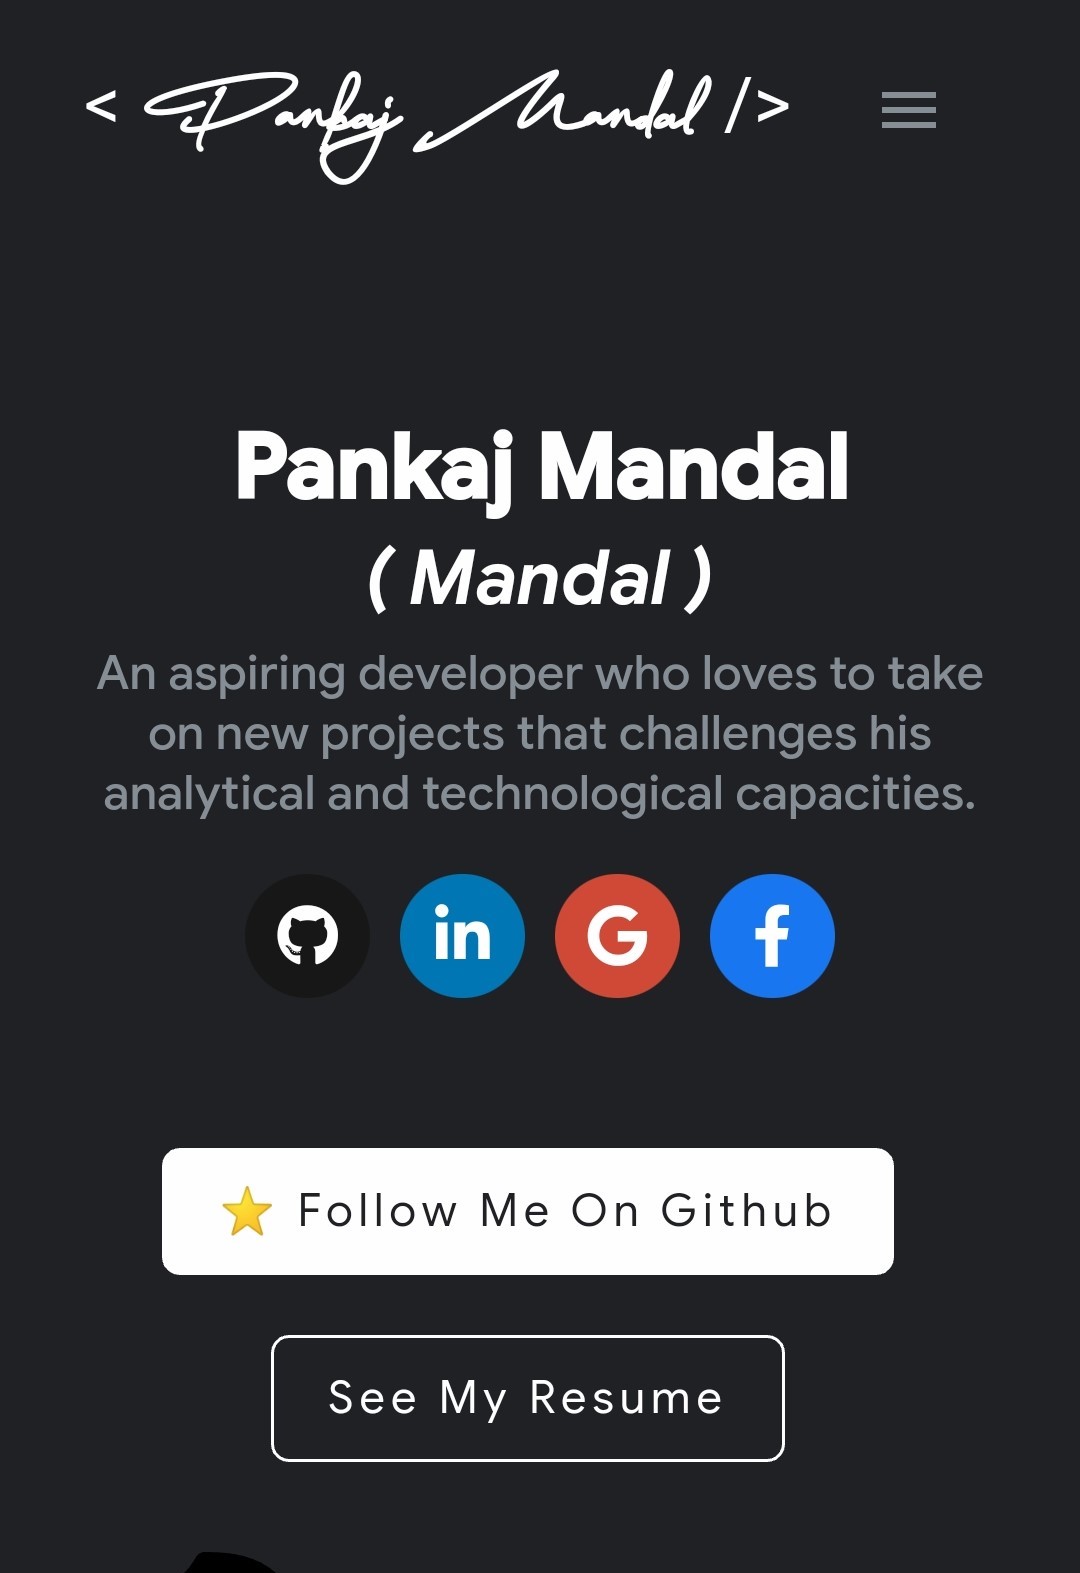 < Pankaj Mandal />
Pankaj Mandal
( Mandal )
An aspiring developer who loves to take
on new projects that challenges his
analytical and technological capacities.
in G f
⭐ Follow Me On Github
See My Resume